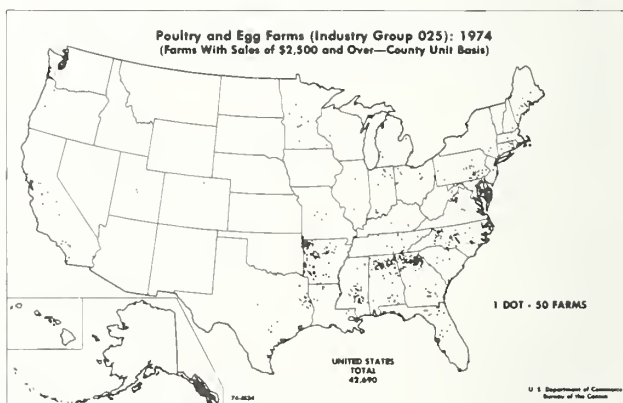 Poultry and Egg Farms (Industry Group 025): 1974
(Farms With Sales of $2,500 and Over—County Unit Basis)
1 DOT - 50 FARMS
UNITED STATES
TOTAL
42,690
U S Department of Commerce
Bureau of the Census